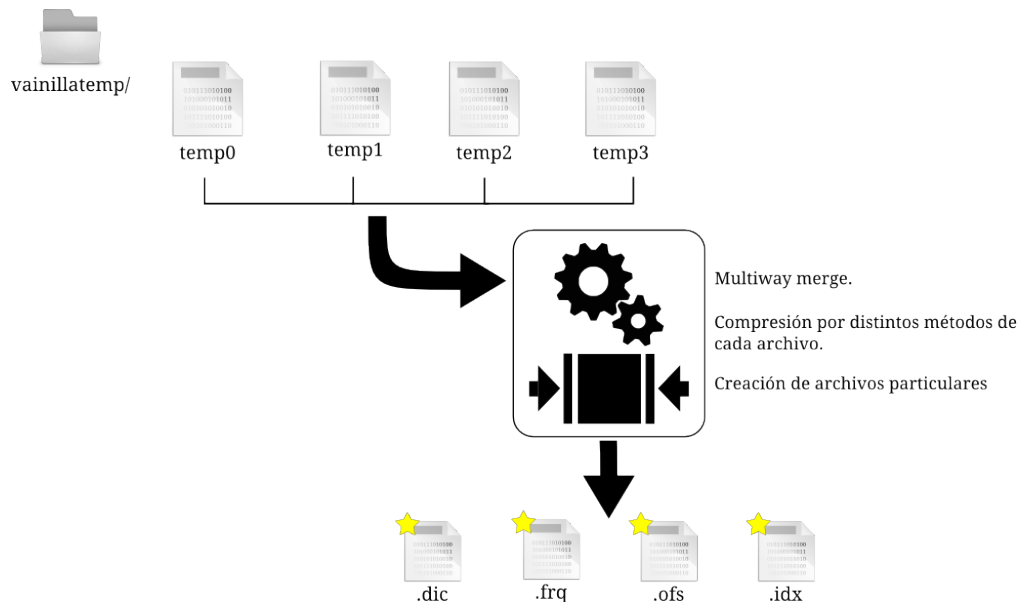 vainillatemp/
temp0
temp1
temp2
temp3
Multiway merge.
Compresión por distintos métodos de
cada archivo.
Creación de archivos particulares
.dic
.frq
.ofs
.idx